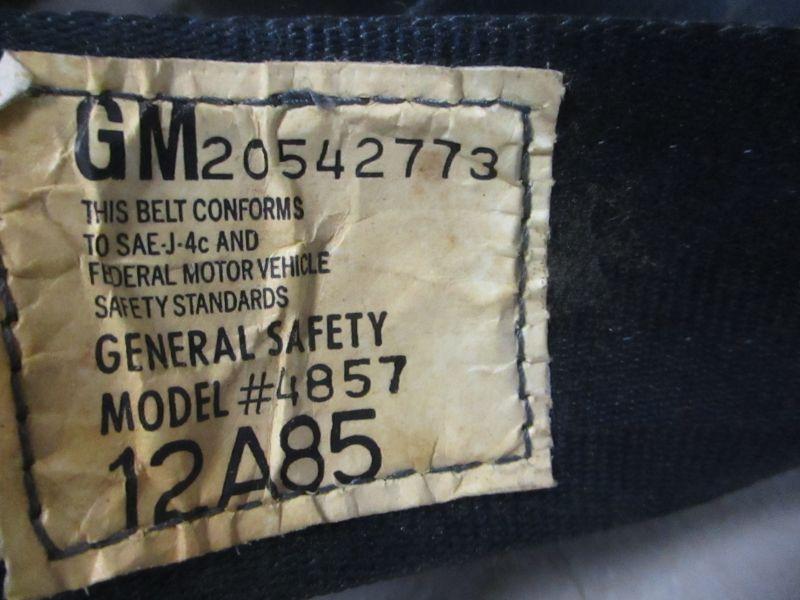 GM20542773
THIS BELT CONFORMS
TO SAE-J-4c AND
FEDERAL MOTOR VEHICLE
SAFETY STANDARDS
GENERAL SAFETY
MODEL #4857
12A85